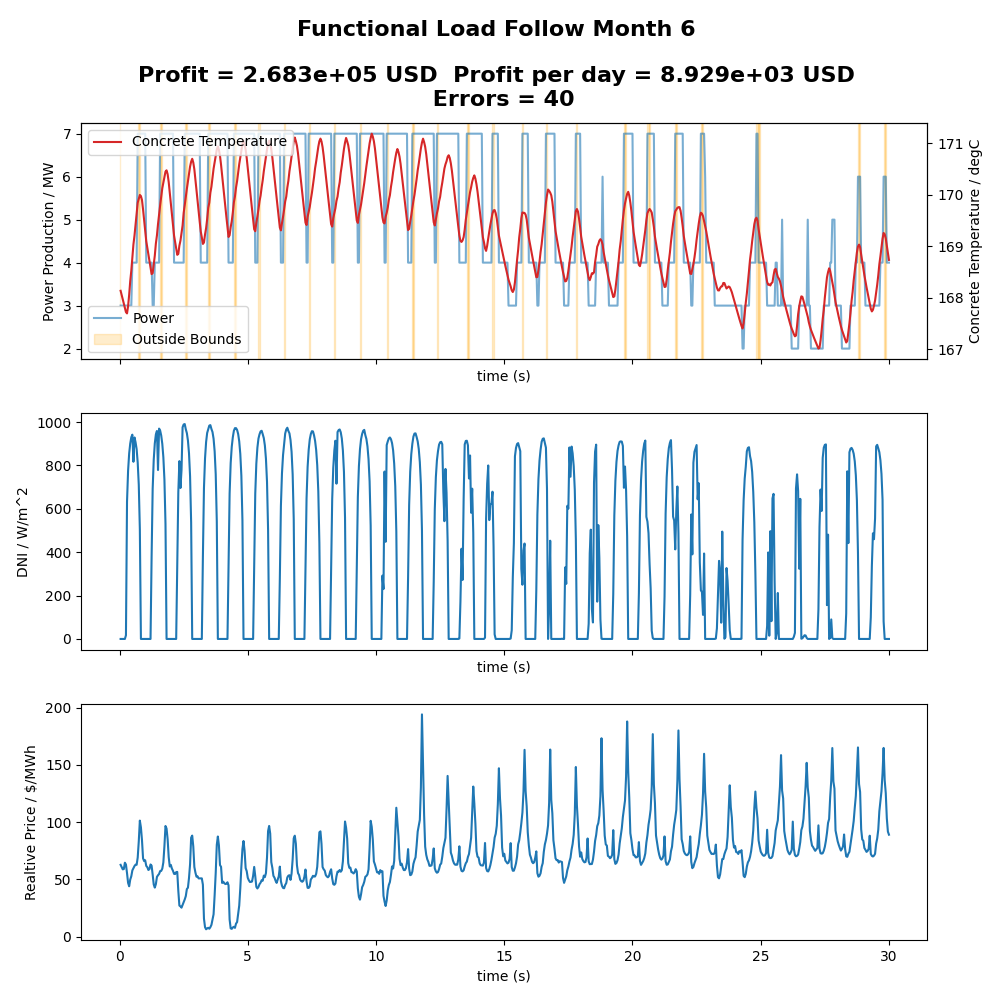 Functional Load Follow Month 6
Profit = 2.683e+05 USD  Profit per day = 8.929e+03 USD
Errors = 40
Power Production / MW
7
6
5
4
3
2
Concrete Temperature
Power
Outside Bounds
171
170
169
168
167
Concrete Temperature / degC
time (s)
DNI / W/m^2
1000
800
600
400
200
0
time (s)
Realtive Price / $/MWh
200
150
100
50
0
0 5 10 15 20 25 30
time (s)